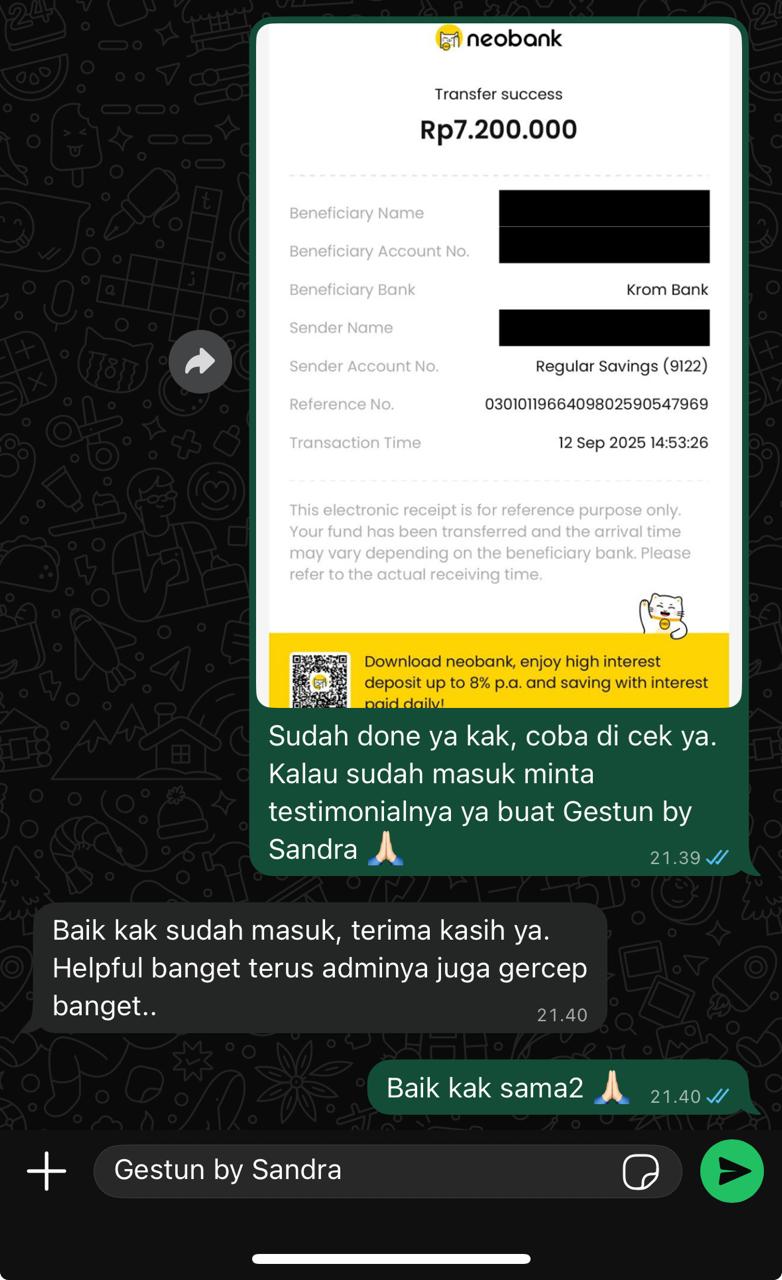 neobank
Transfer success
Rp7.200.000
Beneficiary Name
Beneficiary Account No.
Beneficiary Bank Krom Bank
Sender Name
Sender Account No. Regular Savings (9122)
Reference No. 0301011966409802590547969
Transaction Time 12 Sep 2025 14:53:26
This electronic receipt is for reference purpose only.
Your fund has been transferred and the arrival time
may vary depending on the beneficiary bank. Please
refer to the actual receiving time.
Download neobank, enjoy high interest
deposit up to 8% p.a. and saving with interest
paid daily!
Sudah done ya kak, coba di cek ya.
Kalau sudah masuk minta
testimonialnya ya buat Gestun by
Sandra 🙏🏻 21.39
Baik kak sudah masuk, terima kasih ya.
Helpful banget terus adminya juga gercep
banget.. 21.40
Baik kak sama2 🙏🏻 21.40
Gestun by Sandra